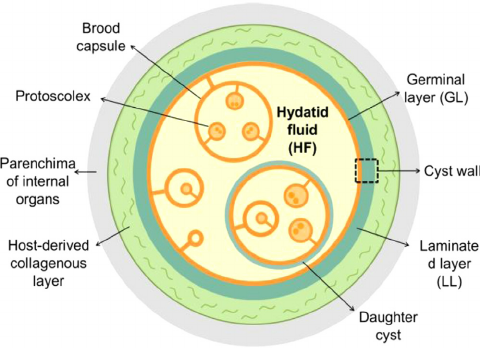 Brood
capsule
Protoscolex
Parenchima
of internal
organs
Host-derived
collagenous
layer
Hydatid
fluid
(HF)
Germinal
layer (GL)
Cyst wall
Laminate
d layer
(LL)
Daughter
cyst